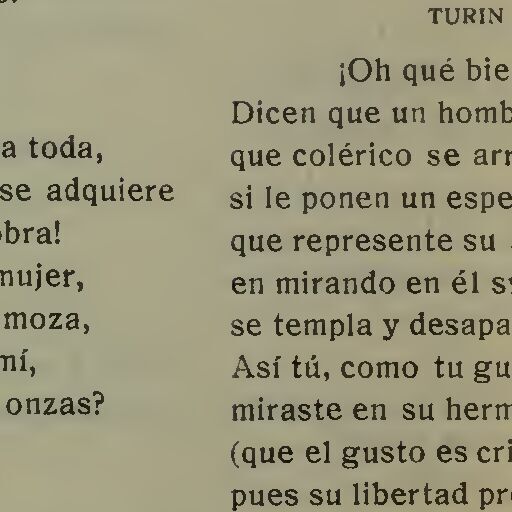 a toda,
se adquiere
obra!
mujer,
moza,
mí,
onzas?
TURIN
¡Oh qué bie
Dicen que un homb
que colérico se arr
si le ponen un espe
que represente su
en mirando en él s
se templa y desapa
Así tú, como tu gu
miraste en su herm
(que el gusto es cri
pues su libertad pr